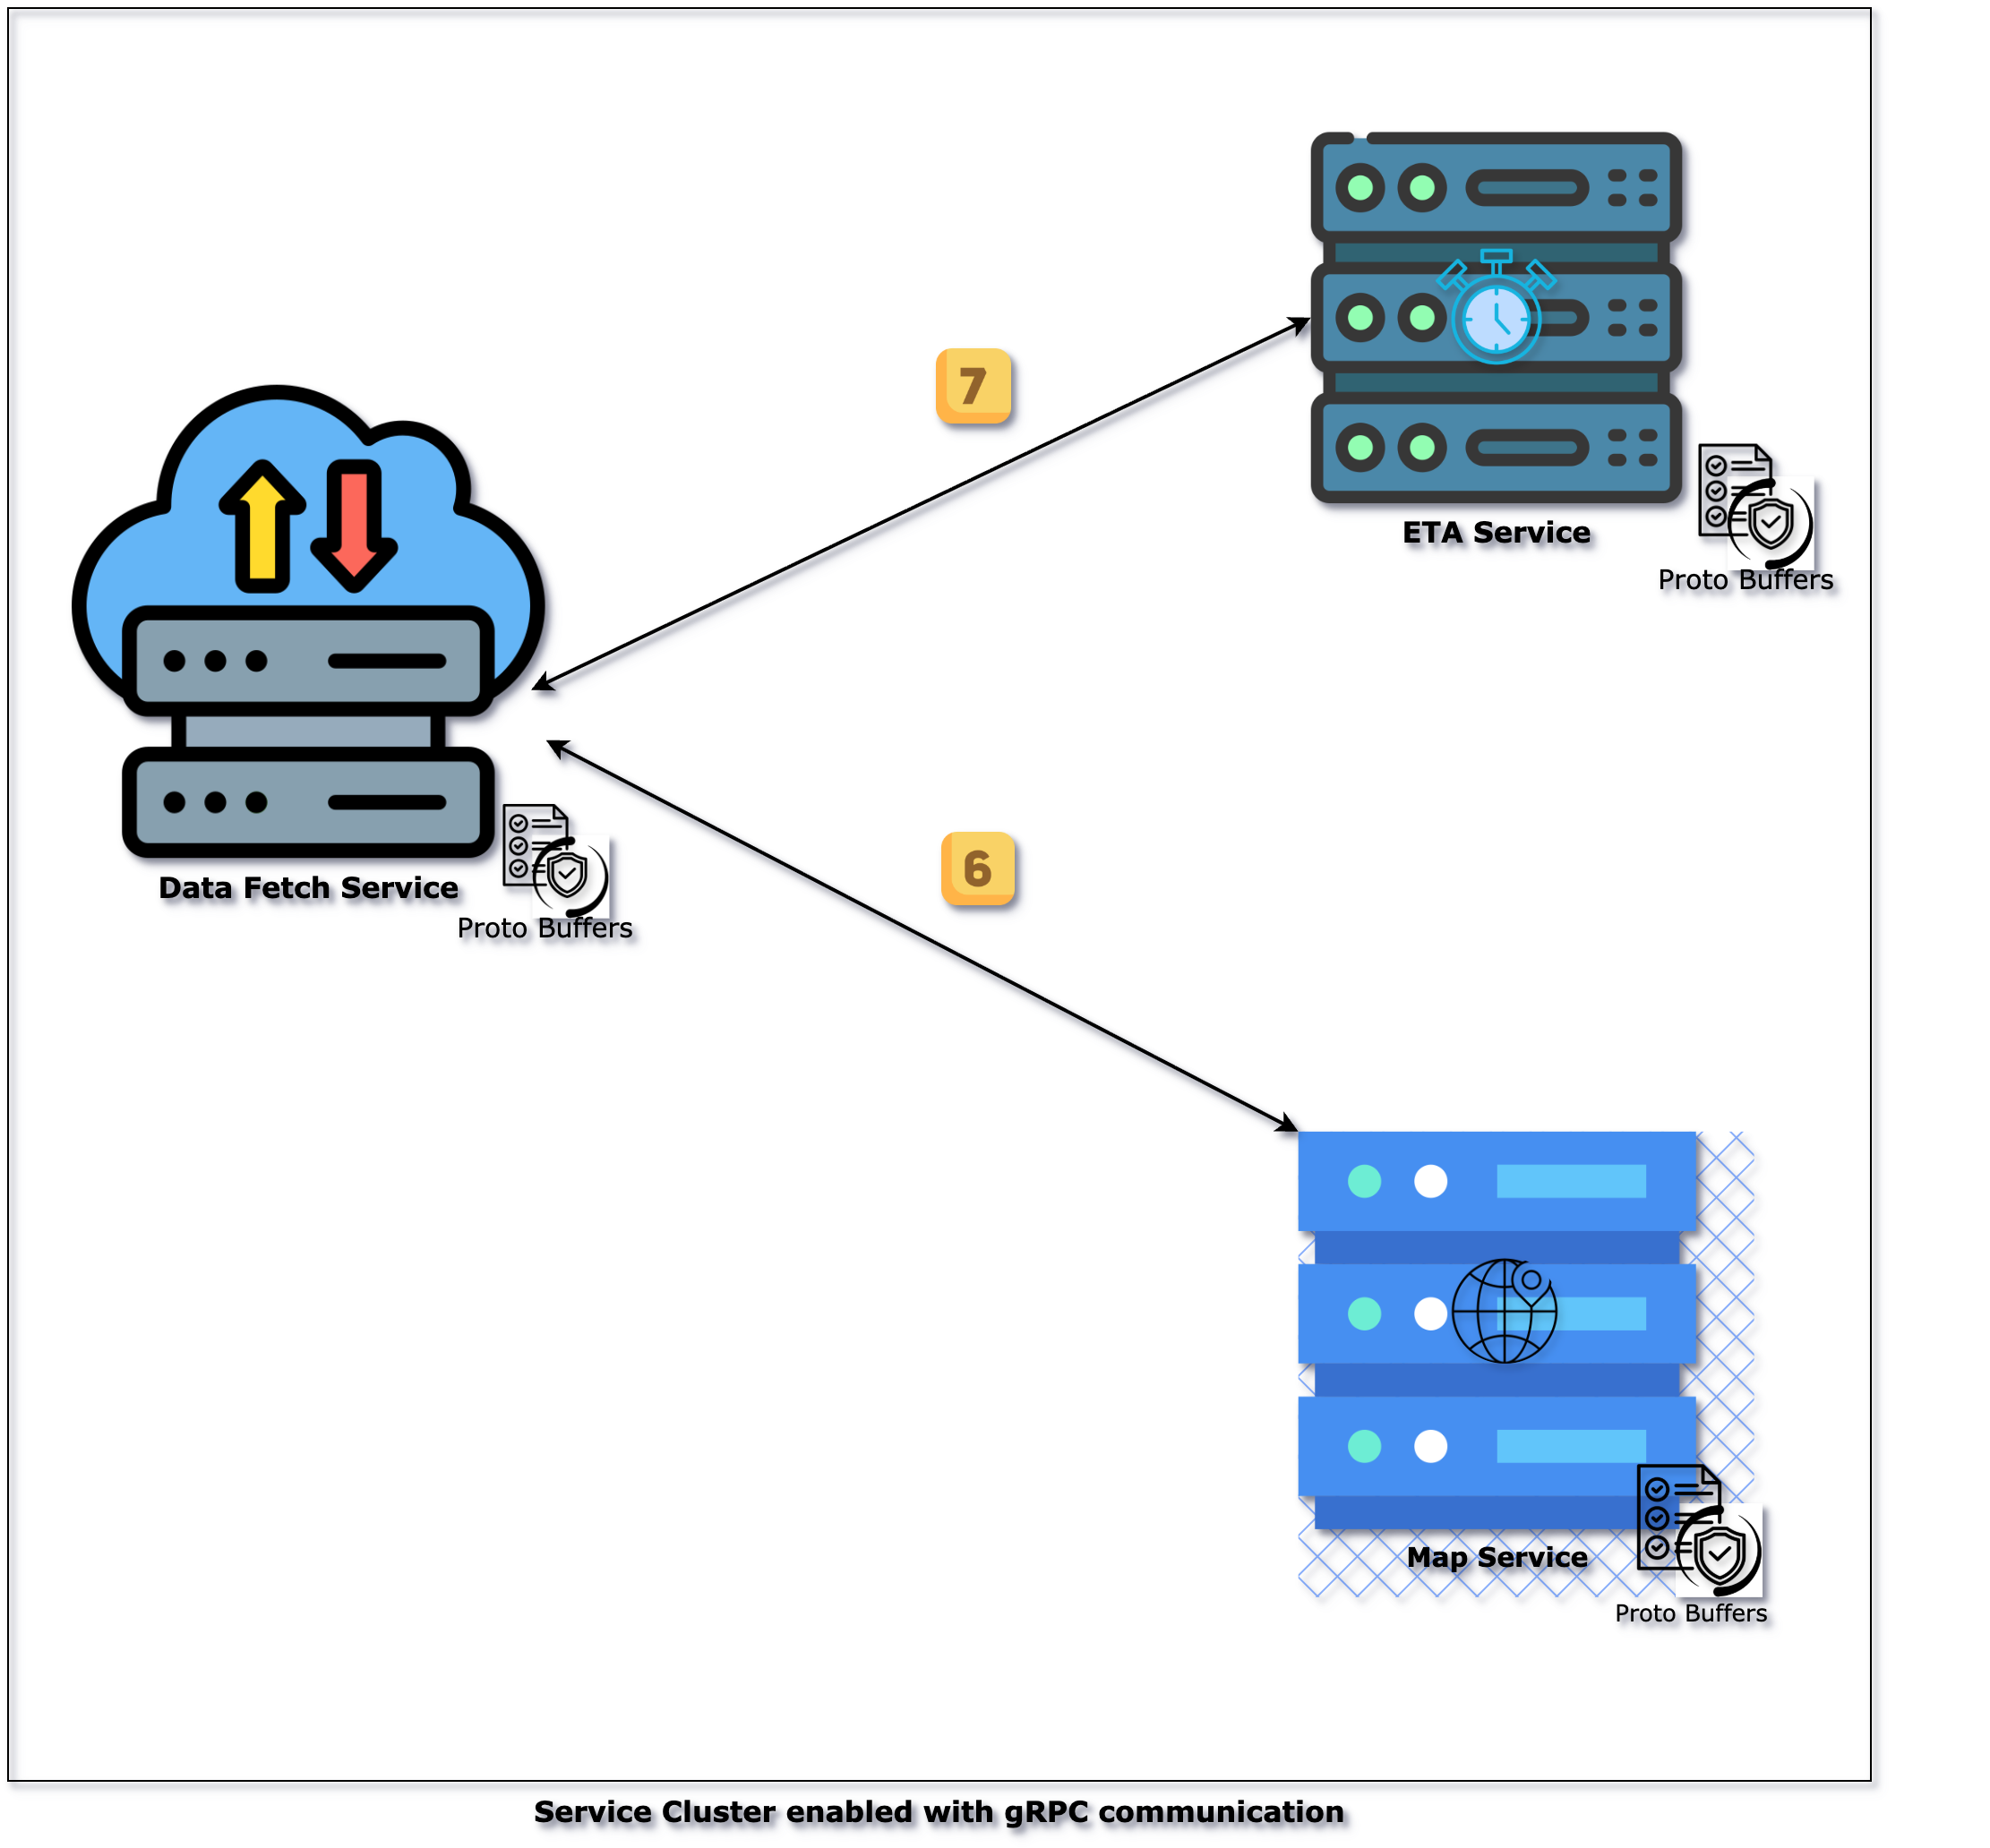 7
ETA Service
Proto Buffers
6
Data Fetch Service
Proto Buffers
Map Service
Proto Buffers
Service Cluster enabled with gRPC communication